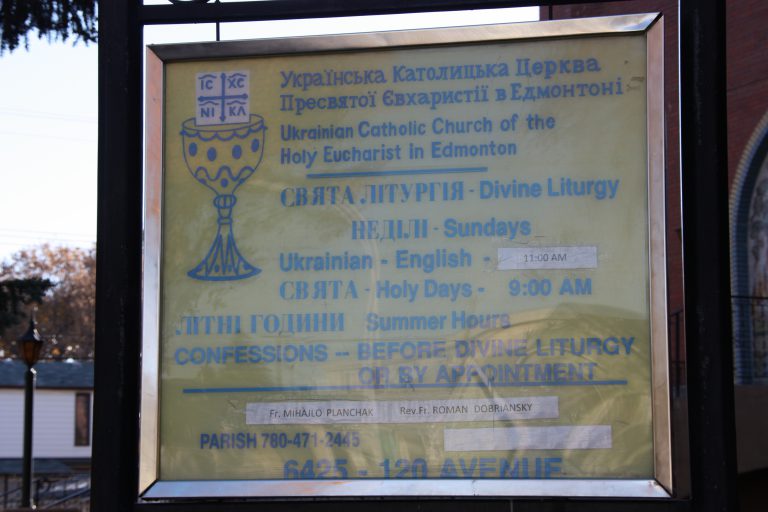 ІС ХС
NI КА
Українська Католицька Церква
Пресвятої Євхаристії в Едмонтоні
Ukrainian Catholic Church of the
Holy Eucharist in Edmonton
СВЯТА ЛІТУРГІЯ - Divine Liturgy
НЕДІЛІ - Sundays
Ukrainian - English - 11:00 AM
СВЯТА - Holy Days - 9:00 AM
ЛІТНІ ГОДИНИ Summer Hours
CONFESSIONS -- BEFORE DIVINE LITURGY
OR BY APPOINTMENT
Fr. MIHAJLO PLANCHAK Rev.Fr. ROMAN DOBRIANSKY
PARISH 780-471-2445
6425 - 120 AVENUE